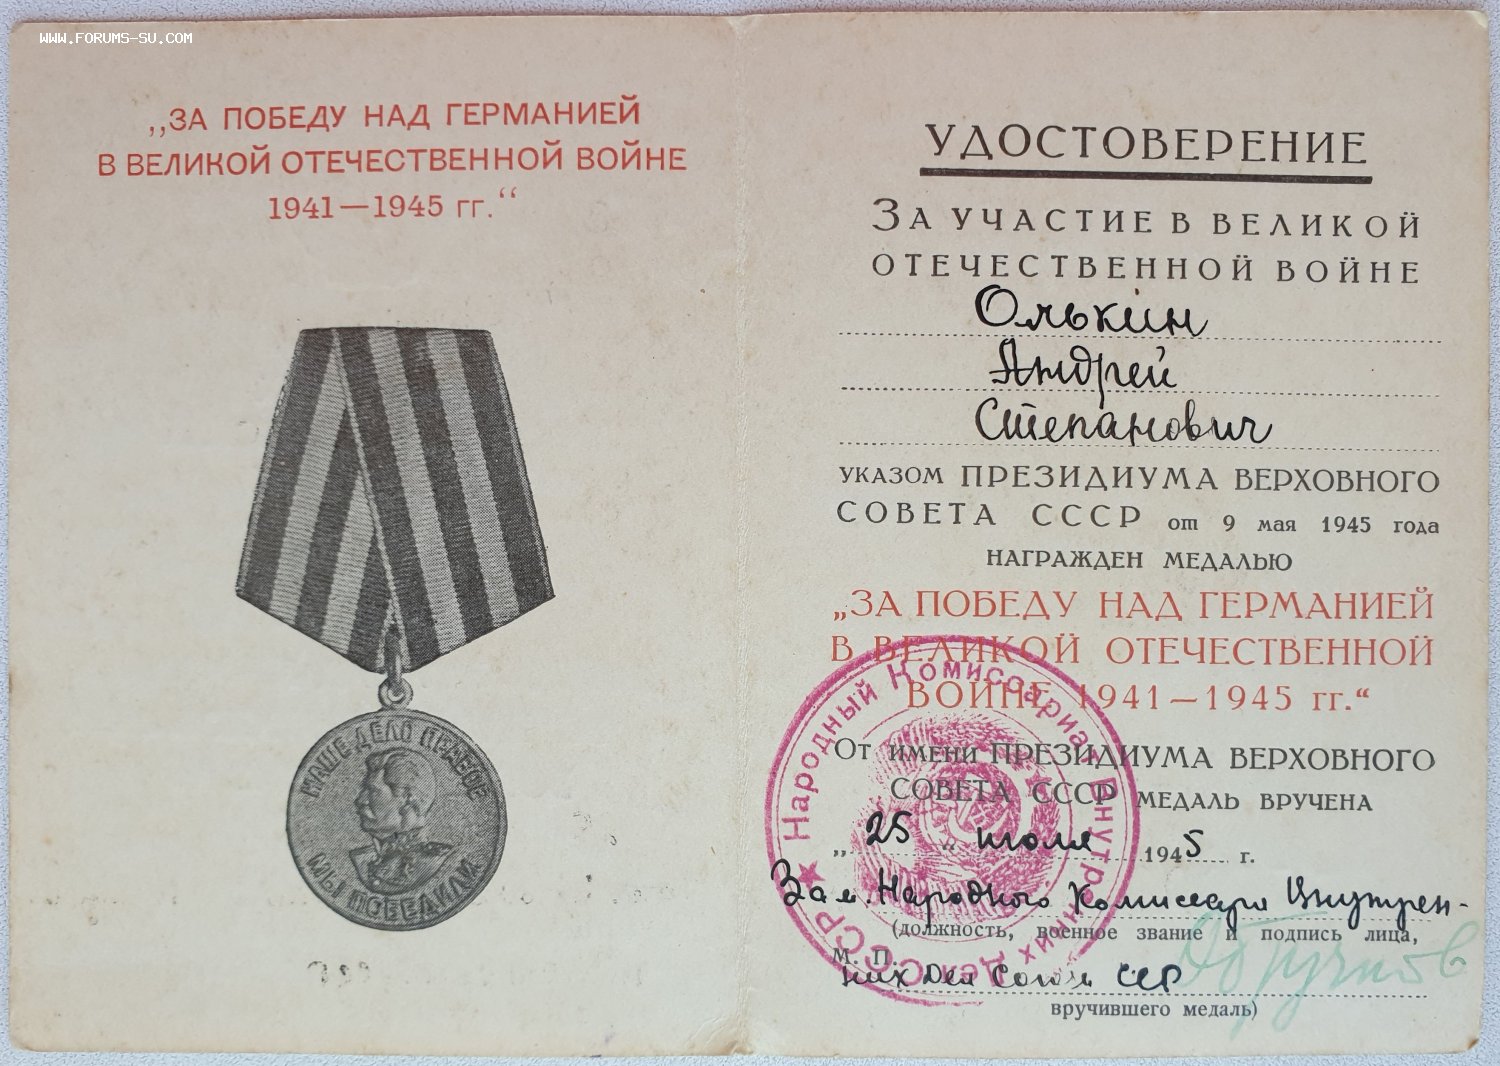 WWW.FORUMS-SU.COM
„ЗА ПОБЕДУ НАД ГЕРМАНИЕЙ
В ВЕЛИКОЙ ОТЕЧЕСТВЕННОЙ ВОЙНЕ
1941—1945 гг.“
НАШЕ ДЕЛО ПРАВОЕ
МЫ ПОБЕДИЛИ
УДОСТОВЕРЕНИЕ
ЗА УЧАСТИЕ В ВЕЛИКОЙ
ОТЕЧЕСТВЕННОЙ ВОЙНЕ
Олькин
Андрей
Степанович
УКАЗОМ ПРЕЗИДИУМА ВЕРХОВНОГО
СОВЕТА СССР от 9 мая 1945 года
НАГРАЖДЕН МЕДАЛЬЮ
„ЗА ПОБЕДУ НАД ГЕРМАНИЕЙ
В ВЕЛИКОЙ ОТЕЧЕСТВЕННОЙ
ВОЙНЕ 1941—1945 гг.“
ОТ ИМЕНИ ПРЕЗИДИУМА ВЕРХОВНОГО
СОВЕТА СССР МЕДАЛЬ ВРУЧЕНА
„25“ июля 1945 г.
Зам. Народного Комиссара Внутрен-
(должность, военное звание и подпись лица,
М. П.
них Дел Союза ССР
вручившего медаль)
Народный Комиссариат Внутренних Дел СССР